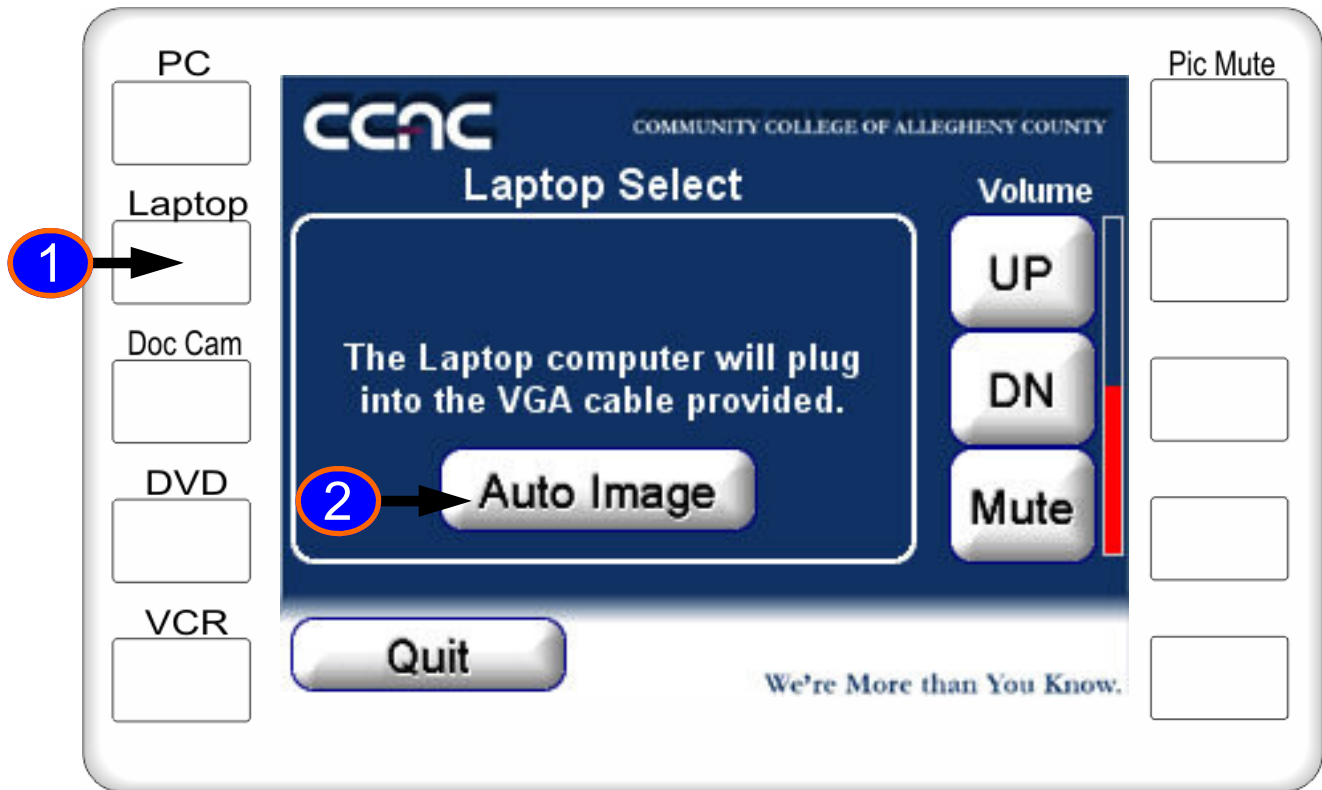 PC
Pic Mute
CCAC
COMMUNITY COLLEGE OF ALLEGHENY COUNTY
Laptop Select
Volume
Laptop
1
UP
Doc Cam
The Laptop computer will plug
into the VGA cable provided.
DN
DVD
2
Auto Image
Mute
VCR
Quit
We're More than You Know.